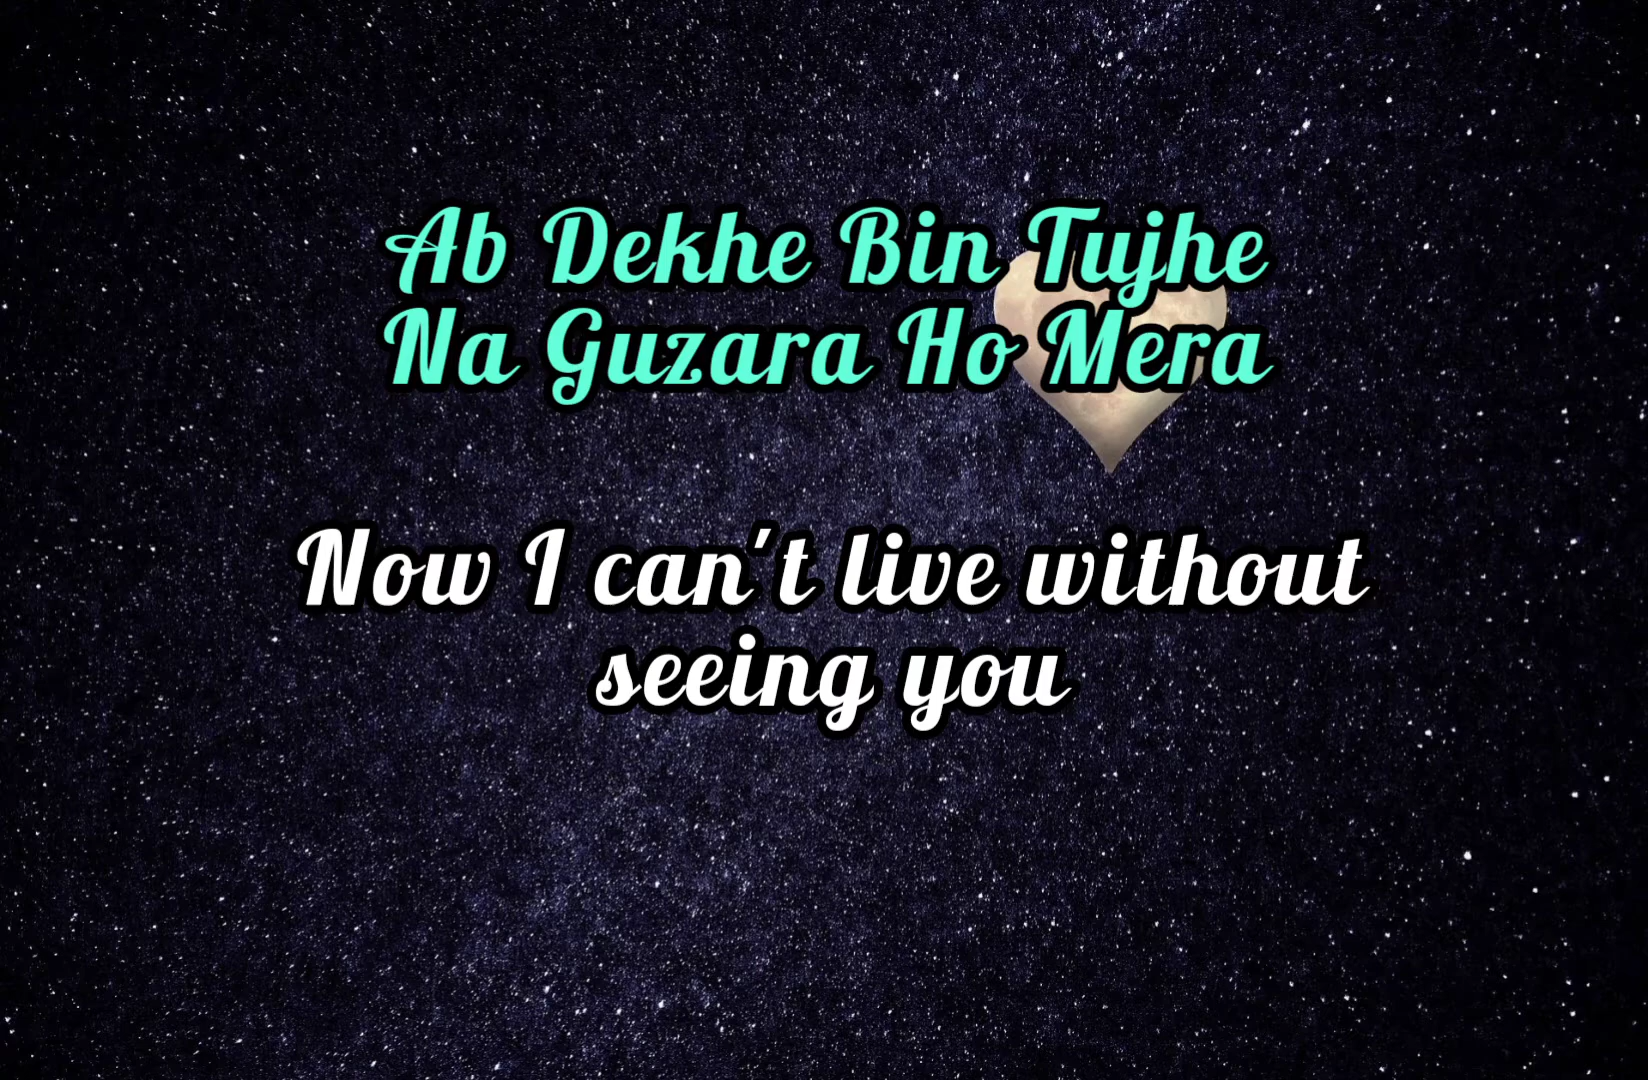 Ab Dekhe Bin Tujhe
Na Guzara Ho Mera
Now I can't live without
seeing you